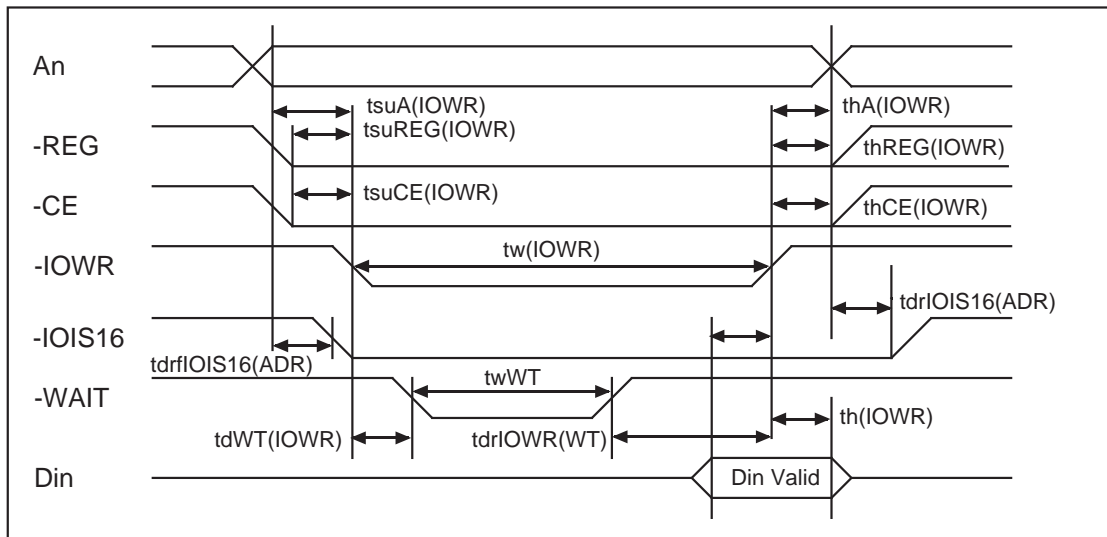 An
tsuA(IOWR)
thA(IOWR)
tsuREG(IOWR)
-REG
thREG(IOWR)
tsuCE(IOWR)
-CE
thCE(IOWR)
tw(IOWR)
-IOWR
tdrIOIS16(ADR)
-IOIS16
tdrfIOIS16(ADR)
twWT
-WAIT
th(IOWR)
tdWT(IOWR)
tdrIOWR(WT)
Din
Din Valid